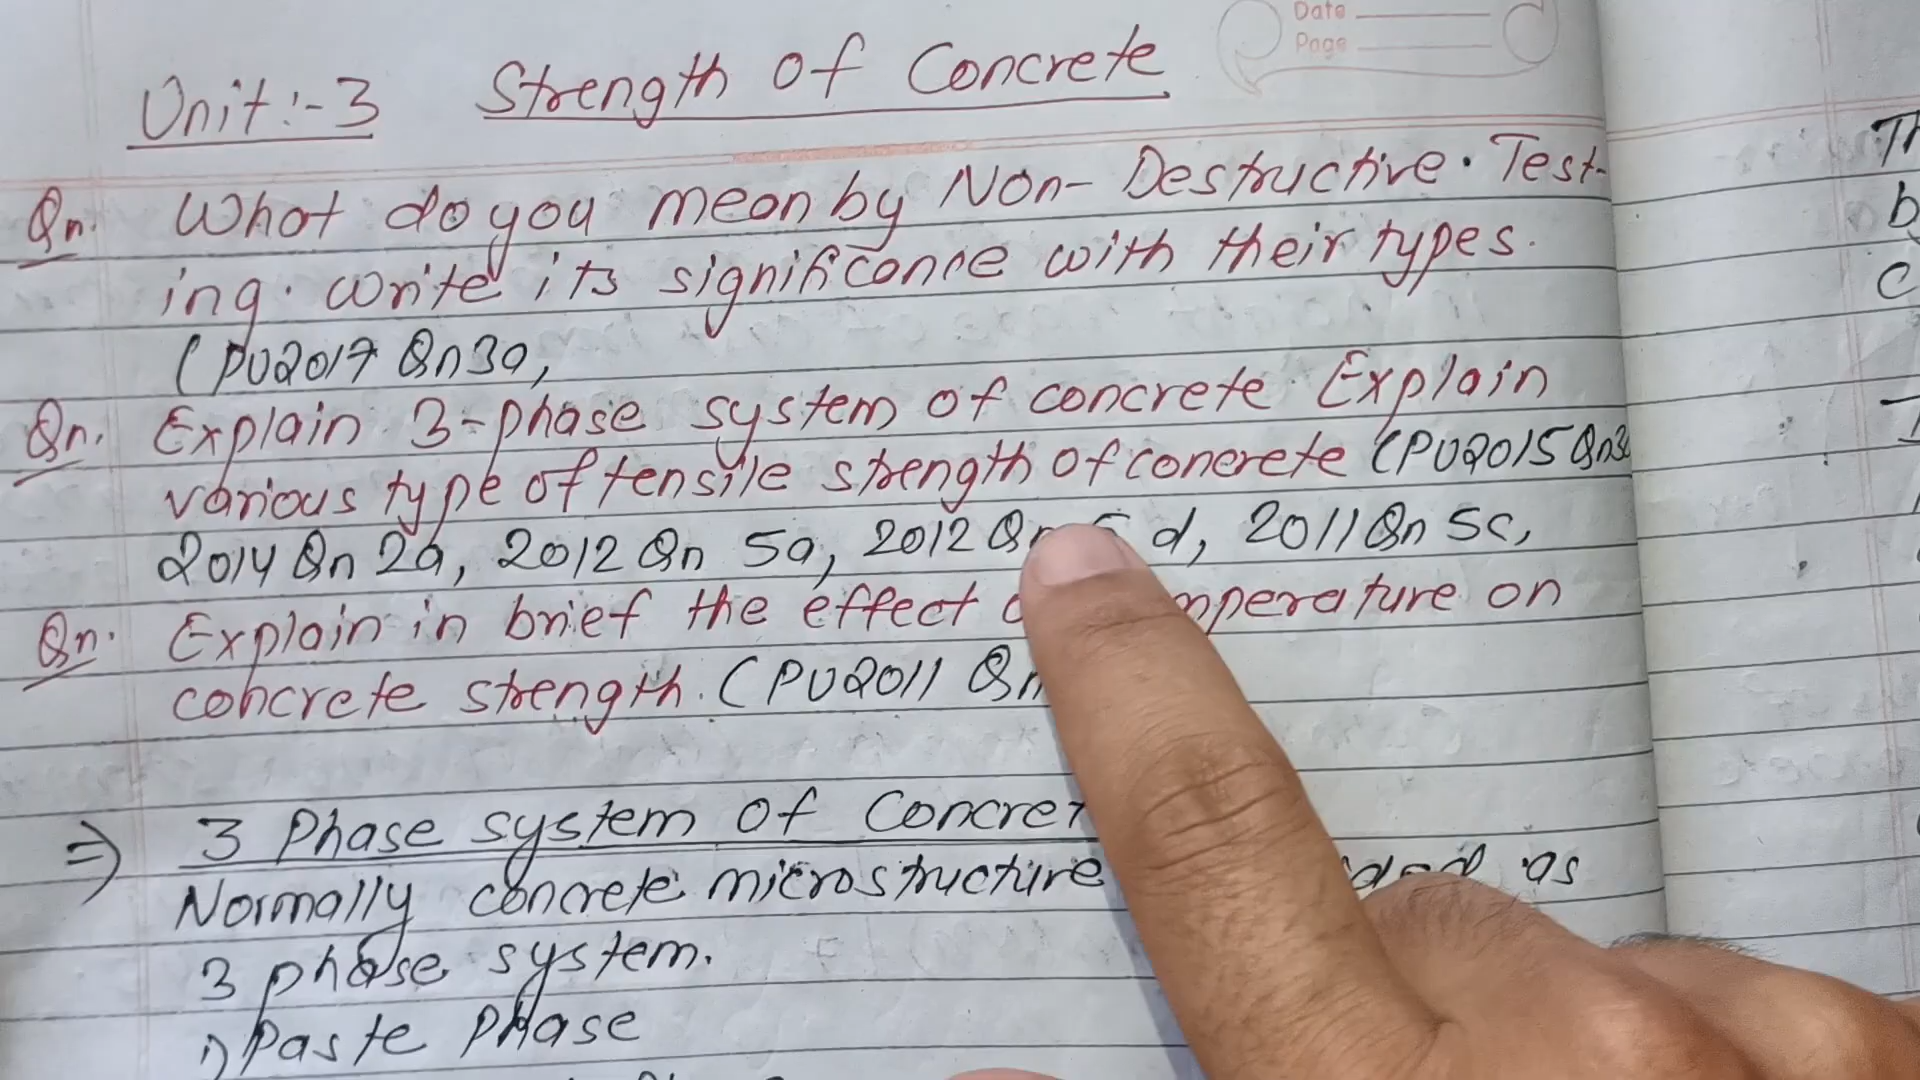 Date
Page
Unit:-3 Strength Of Concrete
Qn. What do you mean by Non-Destructive. Test-
ing. Write its significance with their types.
(PU2017 Qn3a,
Qn. Explain 3-phase system of concrete. Explain
various type of tensile strength of concrete (PU2015 Qn3
2014 Qn 2a, 2012 Qn 5a, 2012 d, 2011 Qn 5c,
Qn. Explain in brief the effect on
concrete strength. (PU2011
=> 3 Phase system Of
Normally concrete microstructure as
3 phase system.
i) Paste Phase